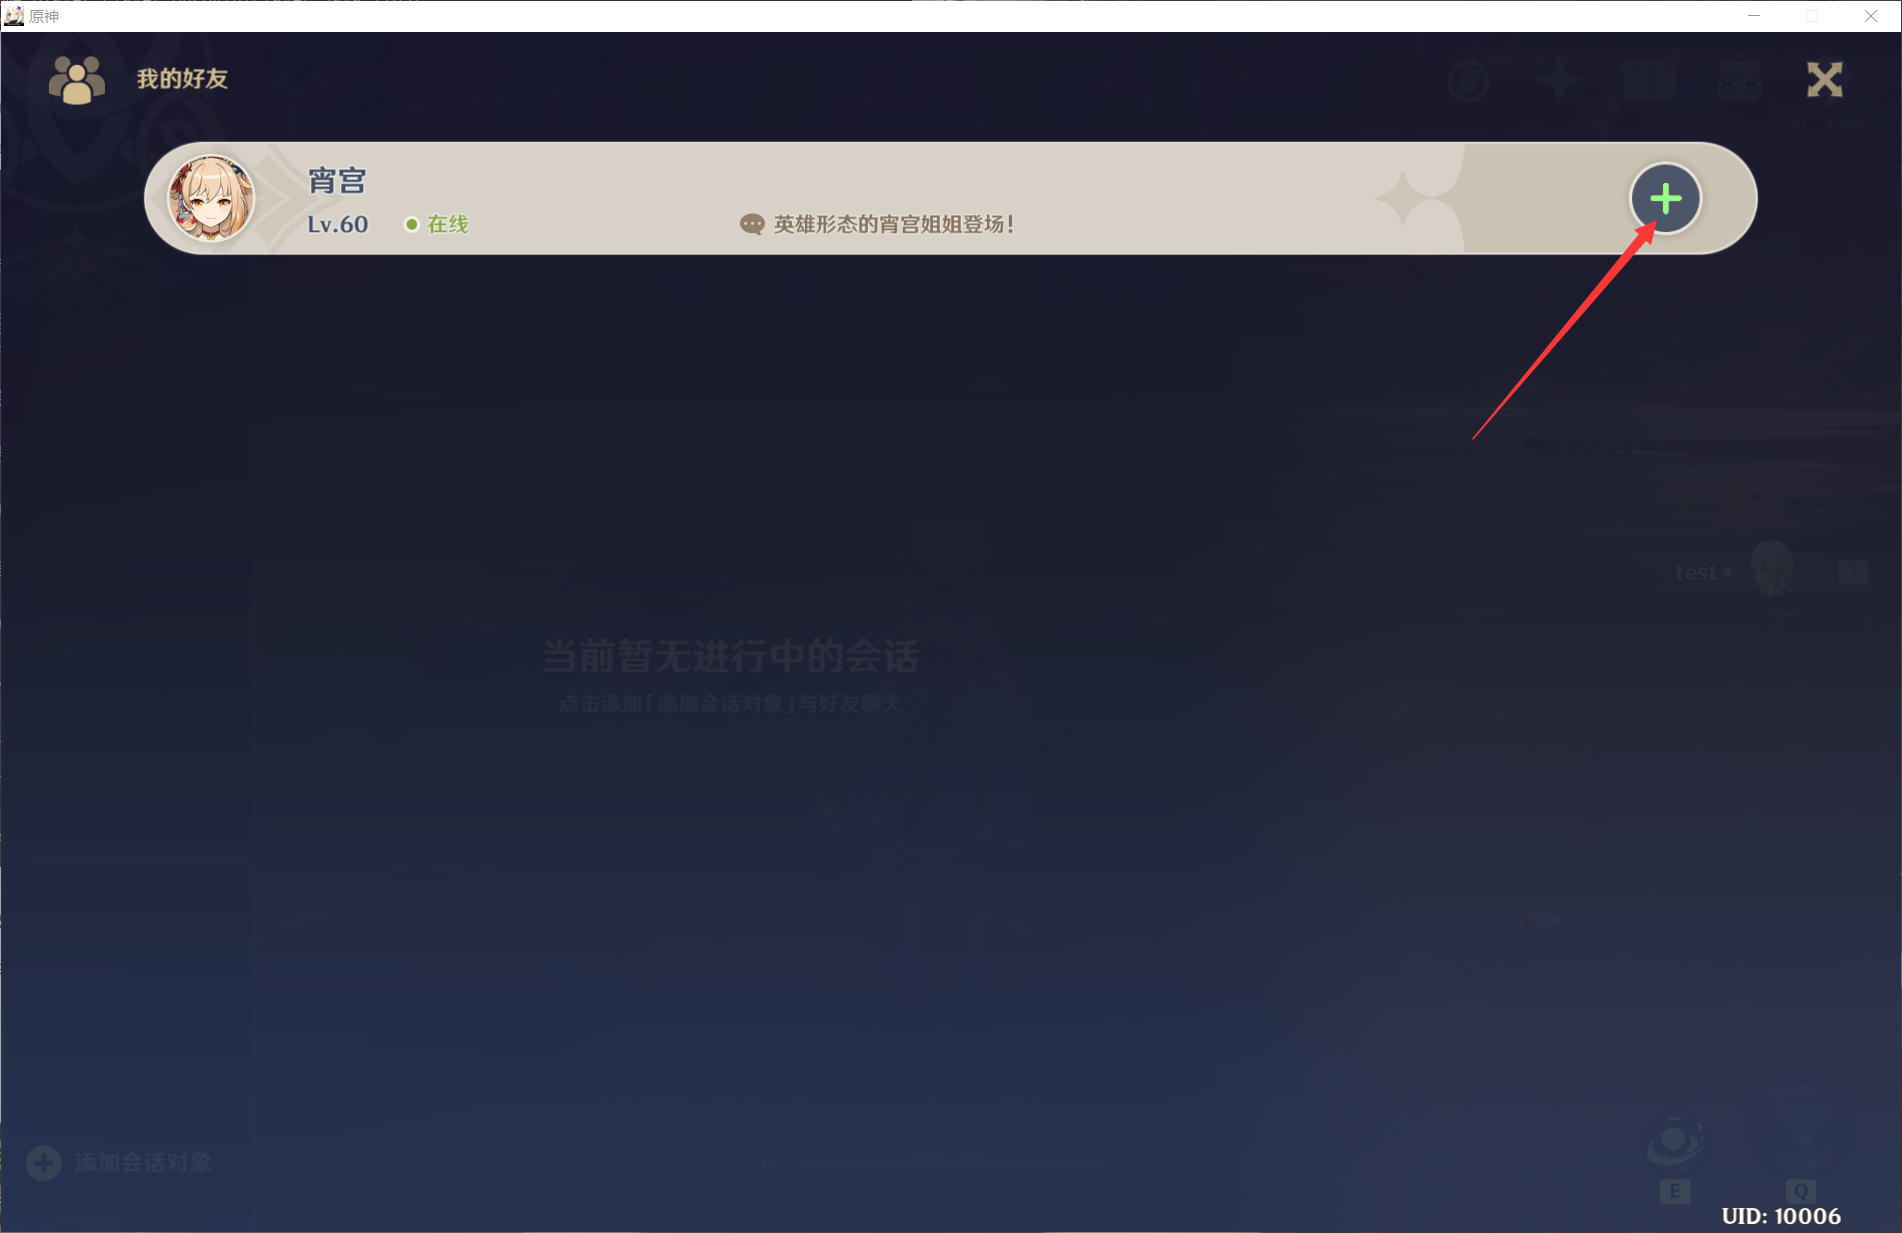 原神
我的好友
宵宫
Lv.60
在线
英雄形态的宵宫姐姐登场！
4 ms
test
当前暂无进行中的会话
点击添加「添加会话对象」与好友聊天
添加会话对象
E
Q
UID: 10006